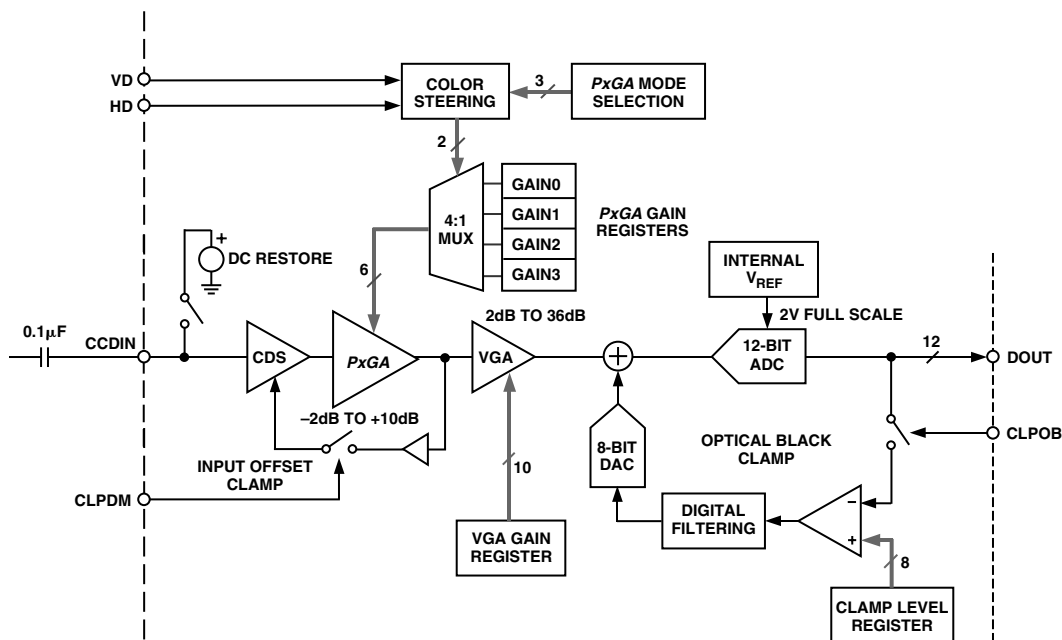 VD
HD
COLOR
STEERING
3
PxGA MODE
SELECTION
2
4:1
MUX
GAIN0
GAIN1
GAIN2
GAIN3
PxGA GAIN
REGISTERS
6
+
DC RESTORE
INTERNAL
VREF
2dB TO 36dB
2V FULL SCALE
0.1µF
CCDIN
CDS
PxGA
VGA
+
12-BIT
ADC
12
DOUT
–2dB TO +10dB
INPUT OFFSET
CLAMP
CLPDM
10
VGA GAIN
REGISTER
8-BIT
DAC
OPTICAL BLACK
CLAMP
CLPOB
DIGITAL
FILTERING
–
+
8
CLAMP LEVEL
REGISTER